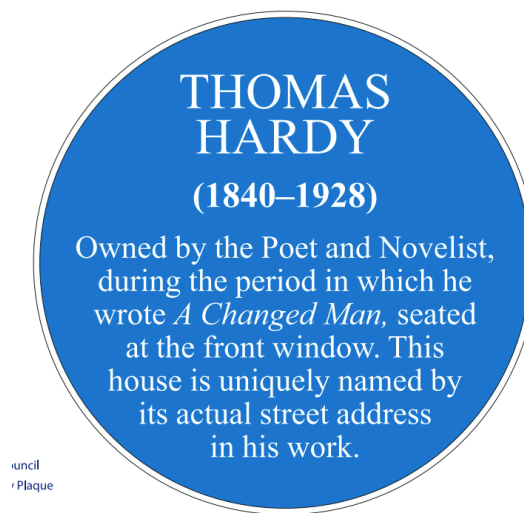 THOMAS
HARDY
(1840–1928)
Owned by the Poet and Novelist,
during the period in which he
wrote A Changed Man, seated
at the front window. This
house is uniquely named by
its actual street address
in his work.
Plaque